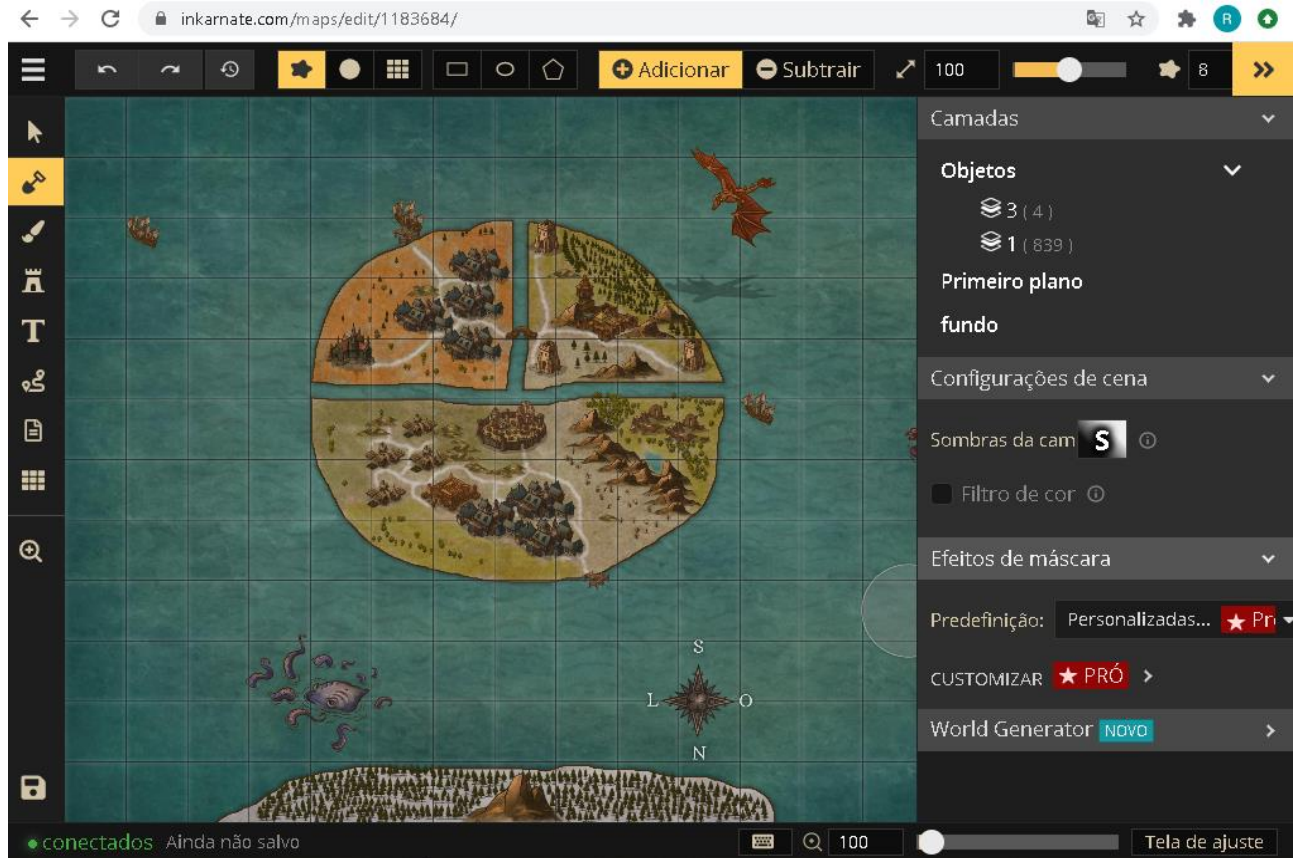 inkarnate.com/maps/edit/1183684/
R
Adicionar
Subtrair
100
8
Camadas
Objetos
3 ( 4 )
1 ( 839 )
Primeiro plano
fundo
Configurações de cena
Sombras da cam
S
Filtro de cor
Efeitos de máscara
Predefinição: Personalizadas... Pr
CUSTOMIZAR PRÓ
World Generator NOVO
T
S
L O
N
conectados Ainda não salvo
100
Tela de ajuste